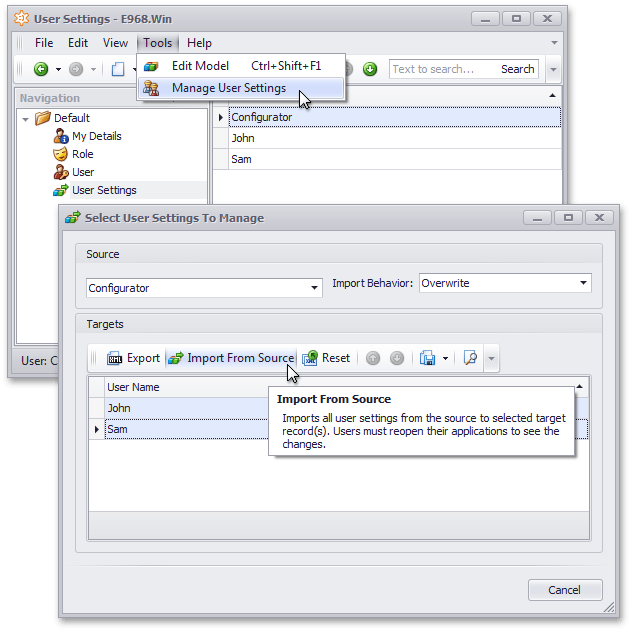 User Settings - E968.Win
File Edit View Tools Help
Edit Model Ctrl+Shift+F1
Text to search... Search
Manage User Settings
Navigation
Default
My Details
Role
User
User Settings
Configurator
John
Sam
User: C
Select User Settings To Manage
Source
Configurator
Import Behavior: Overwrite
Targets
Export Import From Source Reset
User Name
John
Sam
Import From Source
Imports all user settings from the source to selected target
record(s). Users must reopen their applications to see the
changes.
Cancel